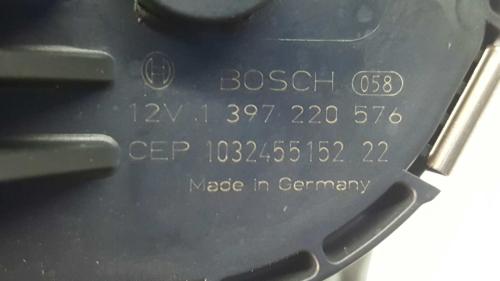 BOSCH 058
12V 1 397 220 576
CEP 1032455152 22
Made in Germany